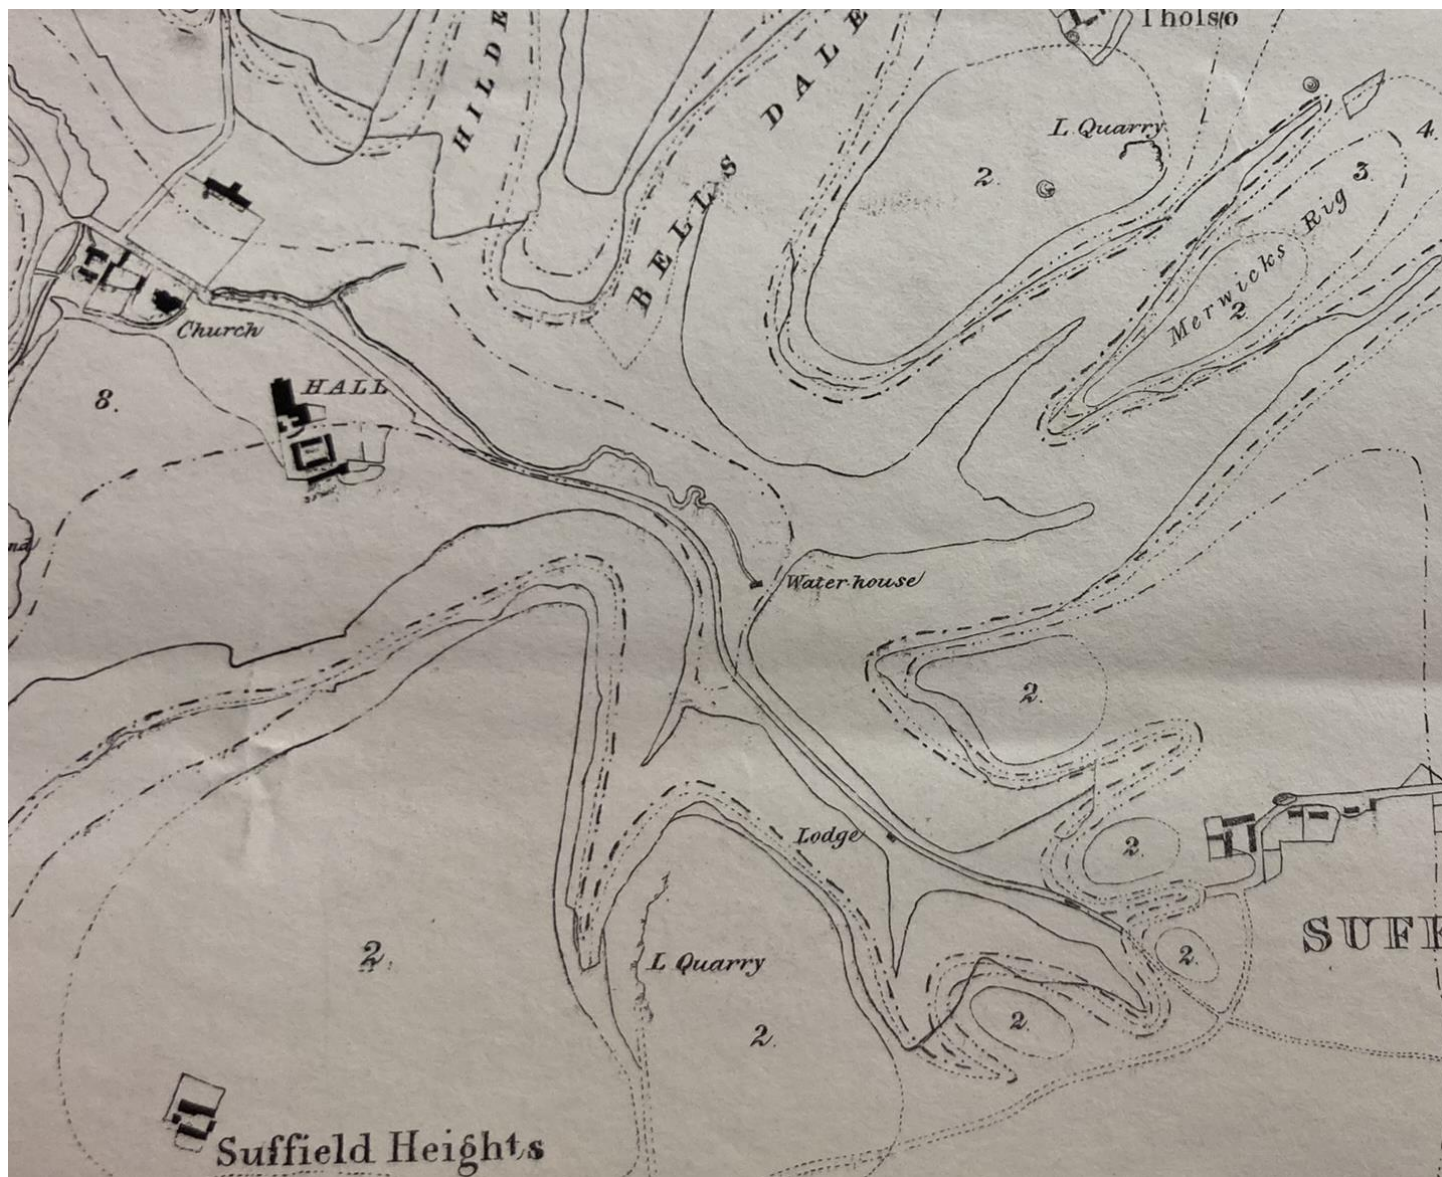 HILDE
BELLS DALE
Tholso
L Quarry
2.
4.
3.
Merwicks Rig
2
Church
HALL
8.
nd
Water-house
2.
Lodge
2.
SUFF
2.
L Quarry
2.
2.
2.
Suffield Heights